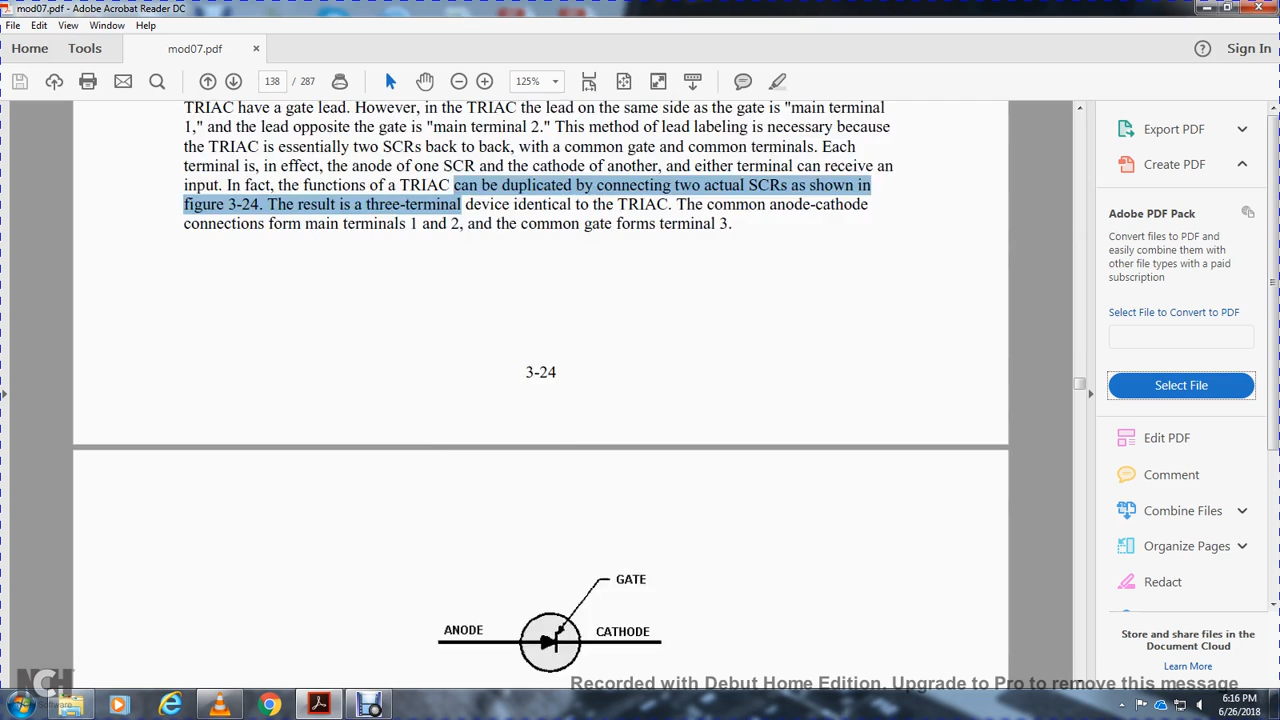 mod07.pdf - Adobe Acrobat Reader DC
File Edit View Window Help
Home Tools mod07.pdf × Sign In
138 / 287 125%
TRIAC have a gate lead. However, in the TRIAC the lead on the same side as the gate is "main terminal
1," and the lead opposite the gate is "main terminal 2." This method of lead labeling is necessary because
the TRIAC is essentially two SCRs back to back, with a common gate and common terminals. Each
terminal is, in effect, the anode of one SCR and the cathode of another, and either terminal can receive an
input. In fact, the functions of a TRIAC can be duplicated by connecting two actual SCRs as shown in
figure 3-24. The result is a three-terminal device identical to the TRIAC. The common anode-cathode
connections form main terminals 1 and 2, and the common gate forms terminal 3.
3-24
GATE
ANODE CATHODE
Export PDF
Create PDF
Adobe PDF Pack
Convert files to PDF and
easily combine them with
other file types with a paid
subscription
Select File to Convert to PDF
Select File
Edit PDF
Comment
Combine Files
Organize Pages
Redact
Store and share files in the
Document Cloud
Learn More
NCH
Software
Recorded with Debut Home Edition. Upgrade to Pro to remove this message
6:16 PM
6/26/2018